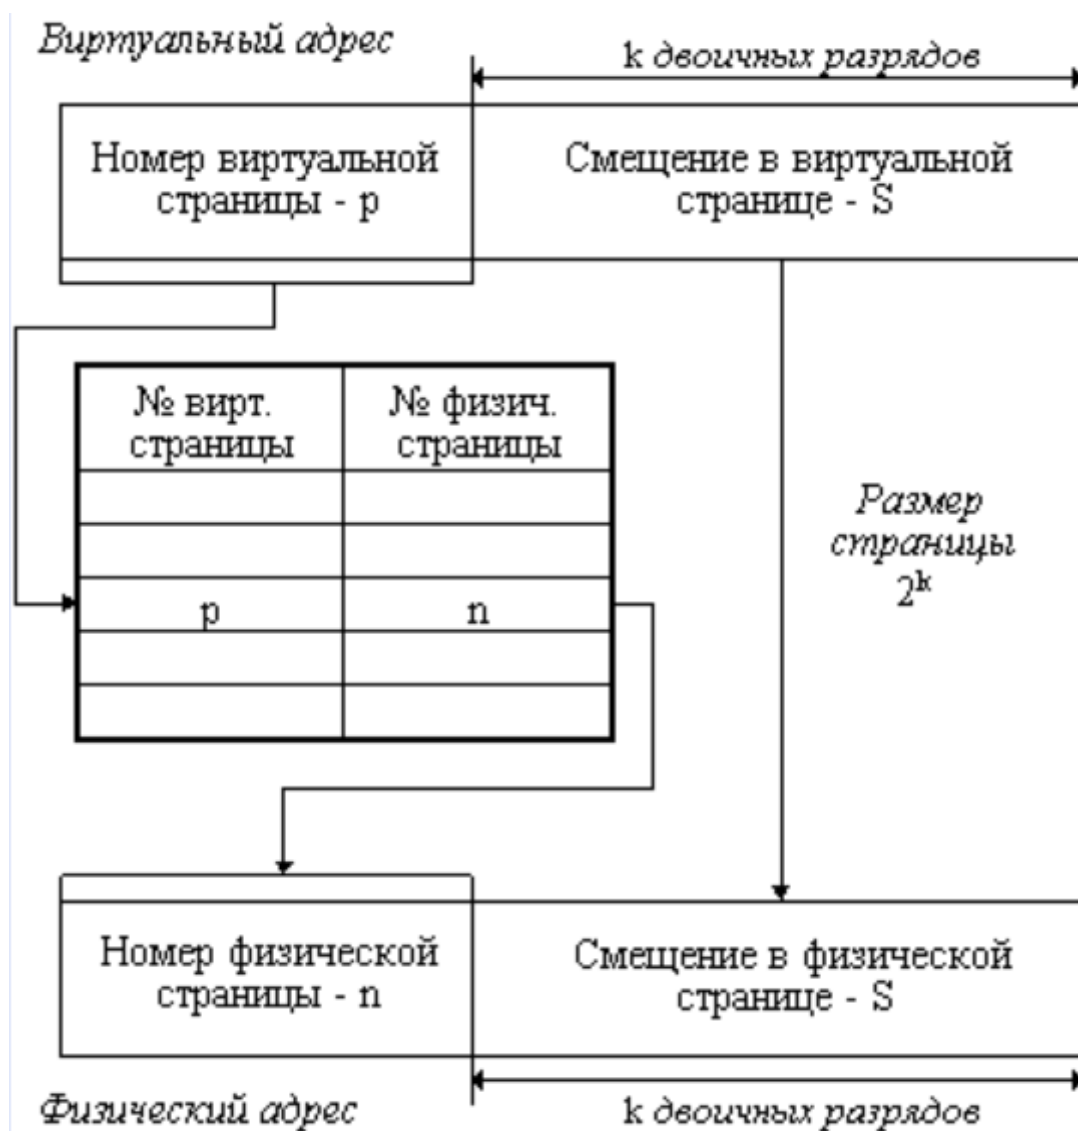 Виртуальный адрес
k двоичных разрядов
Номер виртуальной
страницы - p
Смещение в виртуальной
странице - S
№ вирт.
страницы
№ физич.
страницы
p
n
Размер
страницы
2ᵏ
Номер физической
страницы - n
Смещение в физической
странице - S
Физический адрес
k двоичных разрядов